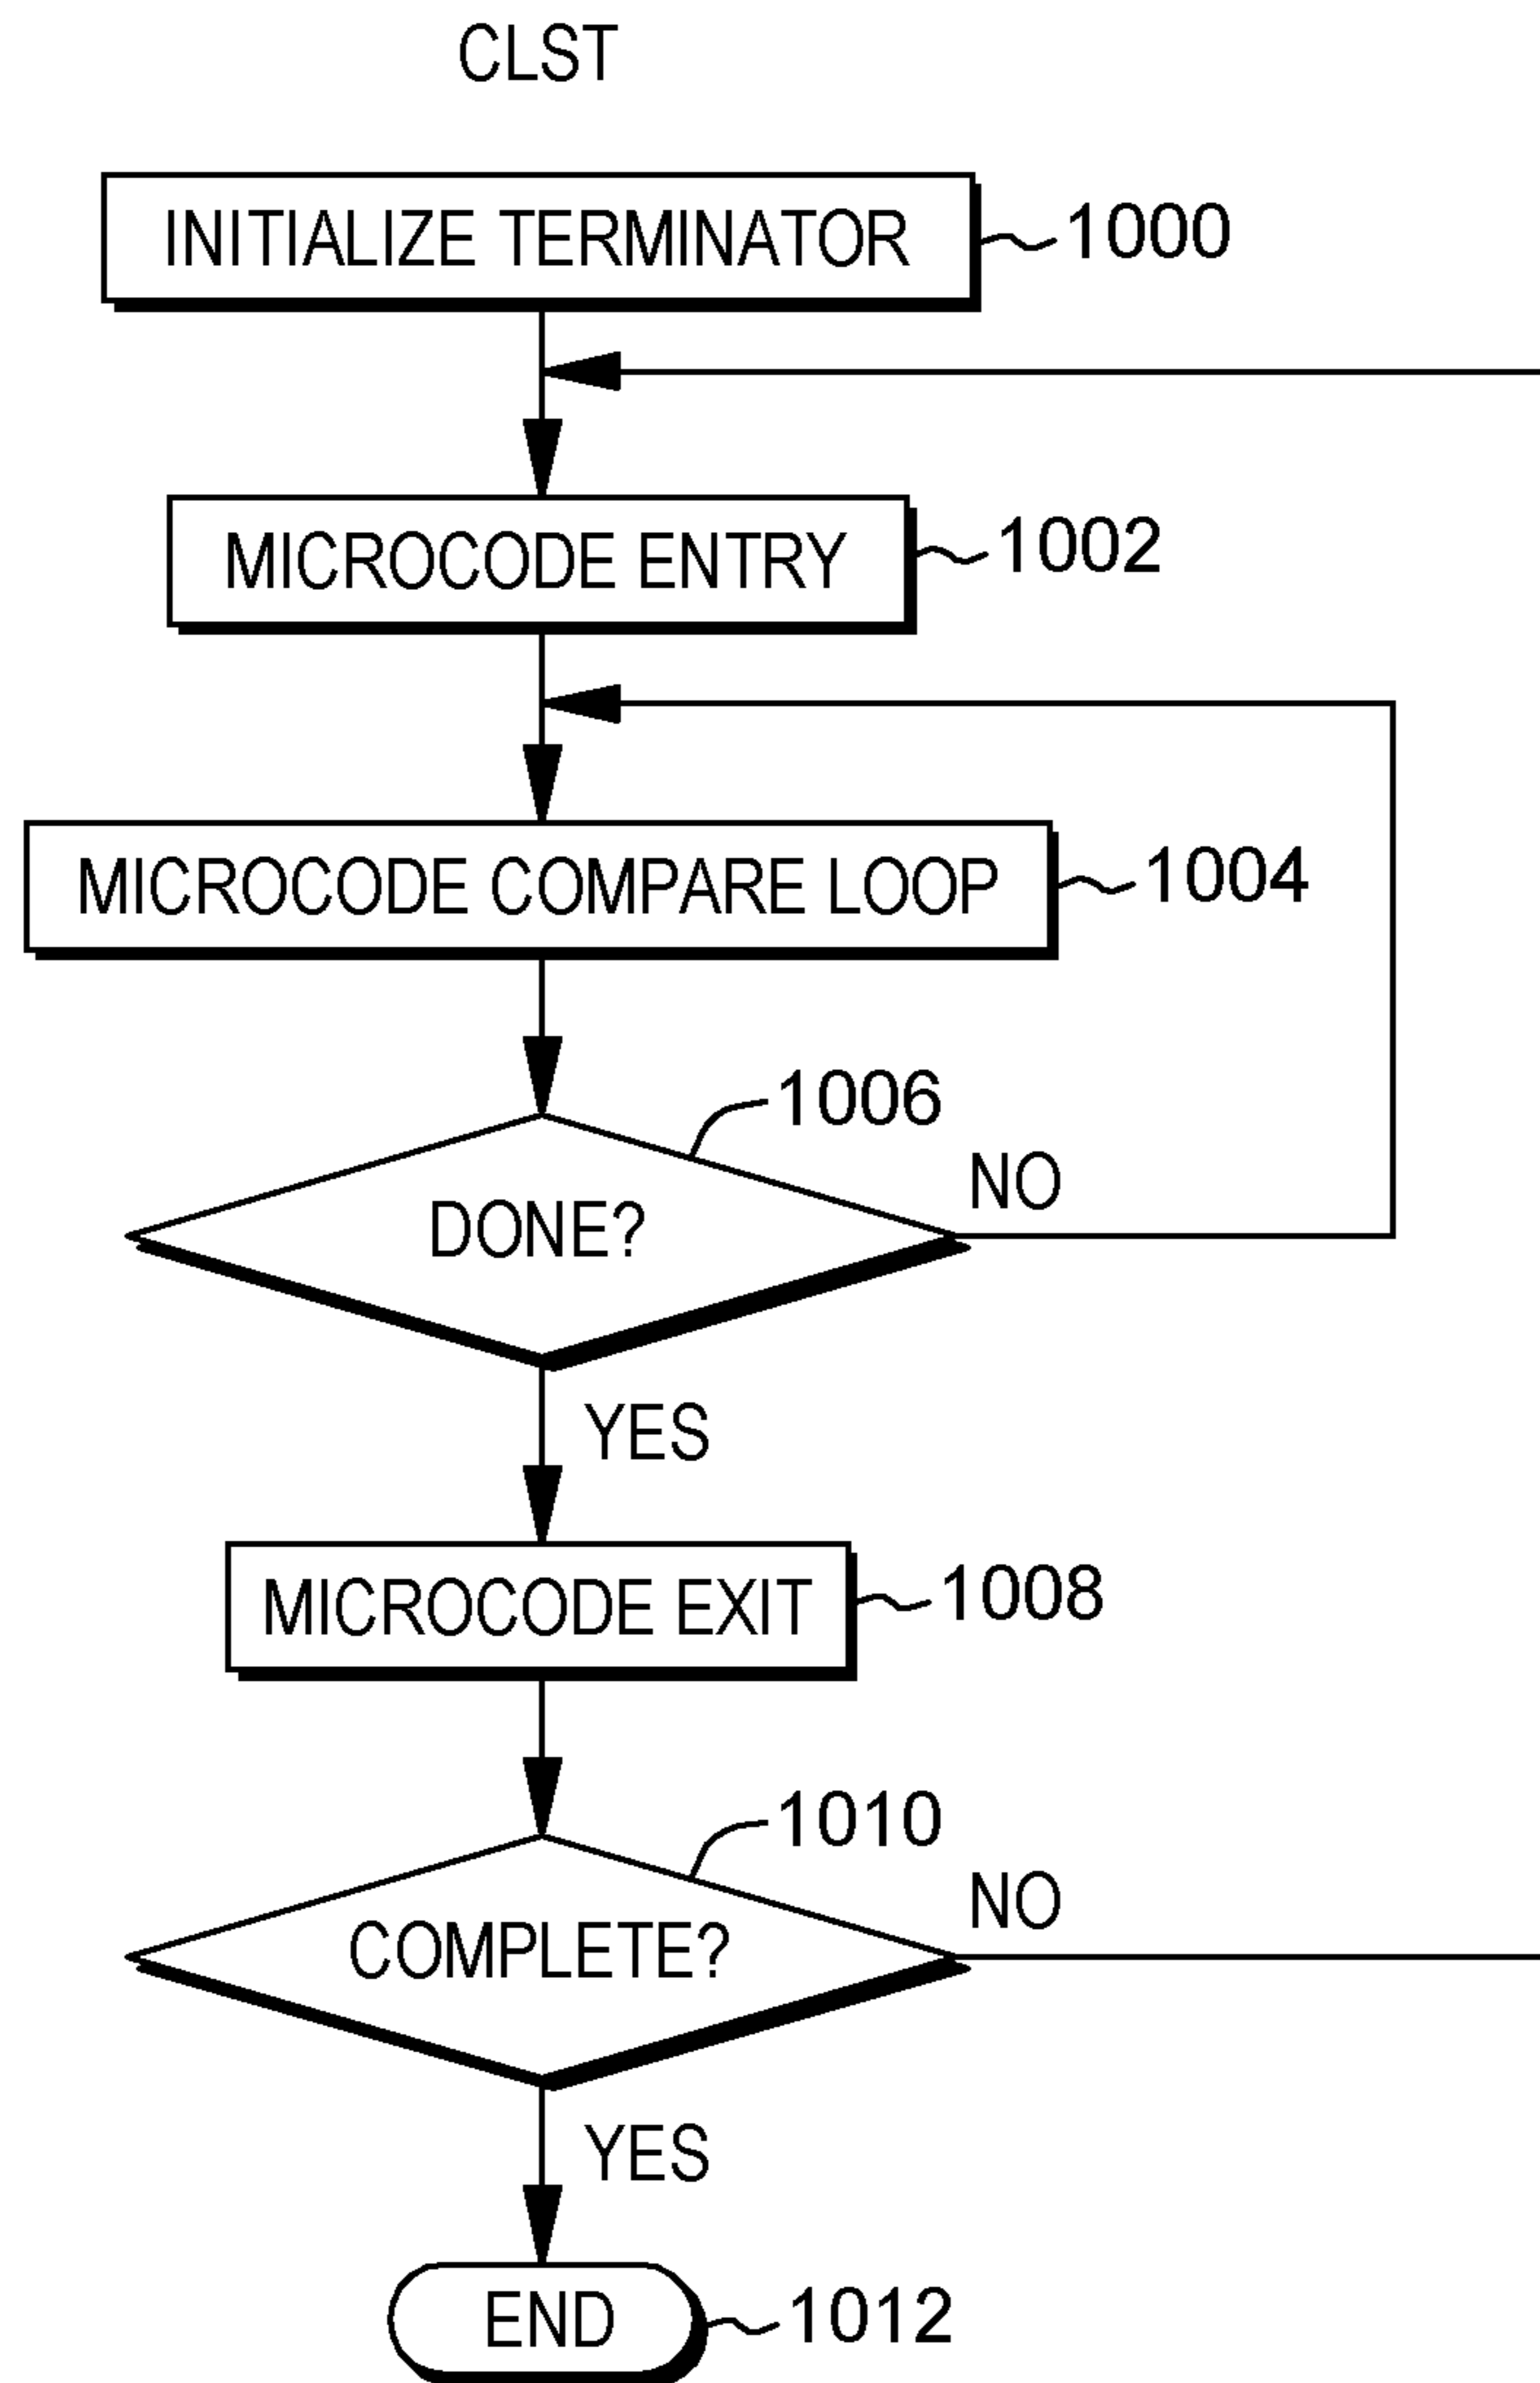 CLST
INITIALIZE TERMINATOR
1000
MICROCODE ENTRY
1002
MICROCODE COMPARE LOOP
1004
1006
DONE?
NO
YES
MICROCODE EXIT
1008
1010
COMPLETE?
NO
YES
END
1012